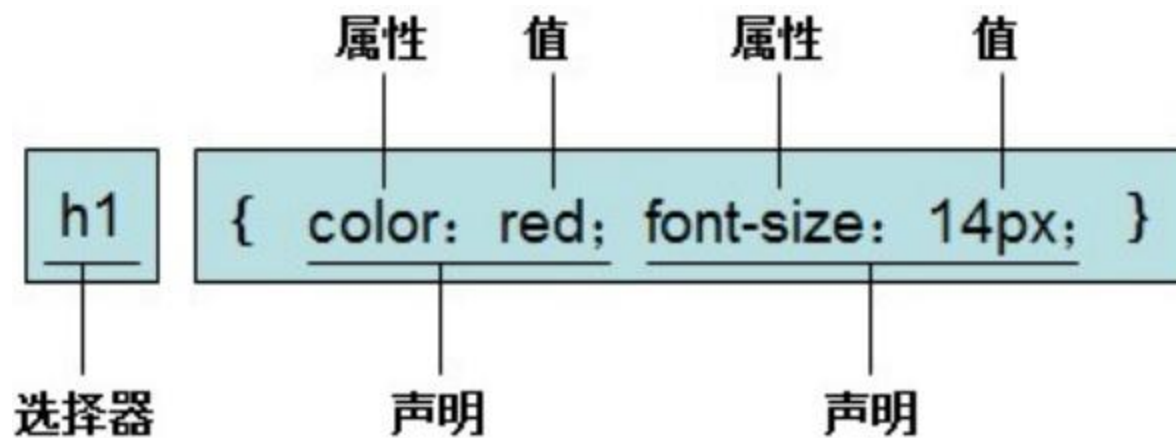 属性 值 属性 值
h1 { color： red； font-size： 14px； }
选择器 声明 声明